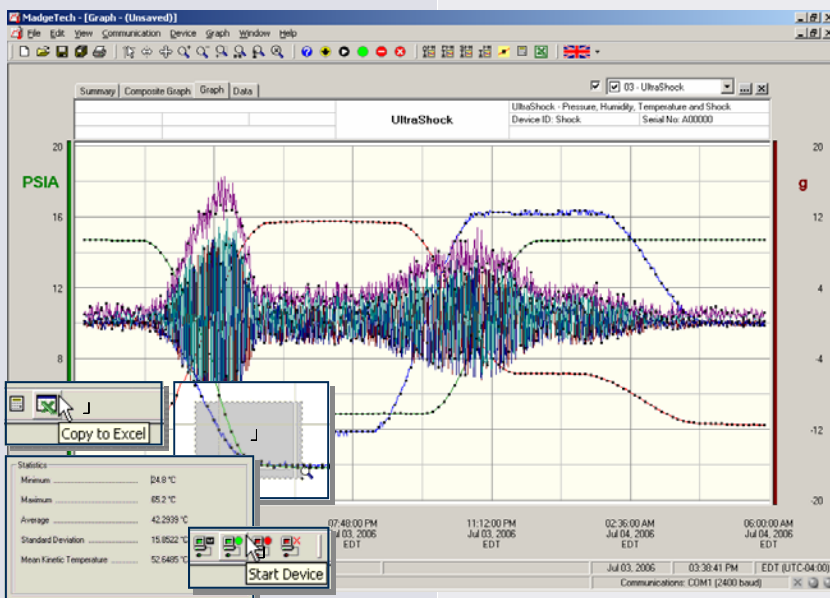 MadgeTech - [Graph - (Unsaved)]
File Edit View Communication Device Graph Window Help
Summary Composite Graph Graph Data
03 - UltraShock
UltraShock
UltraShock - Pressure, Humidity, Temperature and Shock
Device ID: Shock
Serial No: A00000
20
PSIA
16
12
8
20
g
12
4
-4
-12
-20
Copy to Excel
Statistics
Minimum 24.8 °C
Maximum 65.2 °C
Average 42.2939 °C
Standard Deviation 15.8522 °C
Mean Kinetic Temperature 52.6485 °C
Start Device
07:48:00 PM
Jul 03, 2006
EDT
11:12:00 PM
Jul 03, 2006
EDT
02:36:00 AM
Jul 04, 2006
EDT
06:00:00 AM
Jul 04, 2006
EDT
Jul 03, 2006 03:38:41 PM EDT (UTC-04:00)
Communications: COM1 (2400 baud)